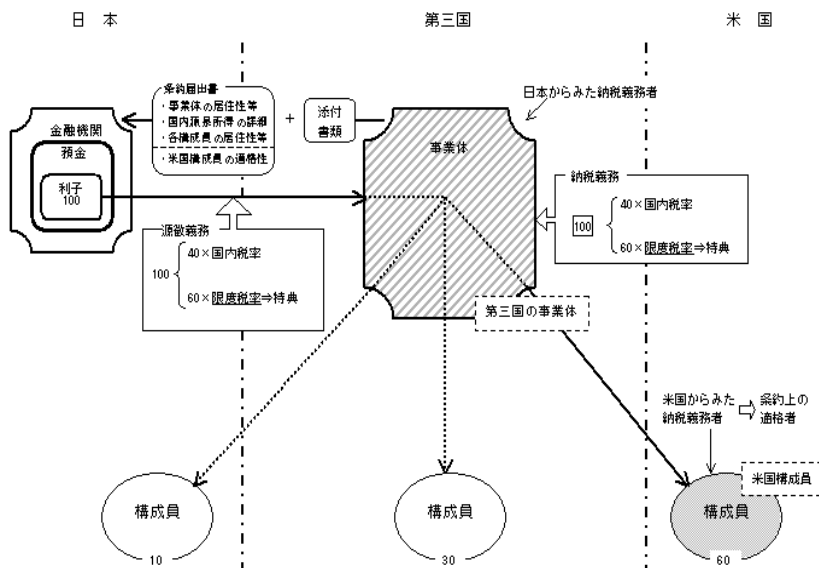 日 本
第三国
米 国
条約届出書
・事業体の居住性等
・国内源泉所得の詳細
・各構成員の居住性等
・米国構成員の適格性
+
添付
書類
日本からみた納税義務者
金融機関
預金
利子
100
事業体
納税義務
100
40×国内税率
60×限度税率⇒特典
源徴義務
100
40×国内税率
60×限度税率⇒特典
第三国の事業体
米国からみた
納税義務者
条約上の
適格者
米国構成員
構成員
10
構成員
30
構成員
60